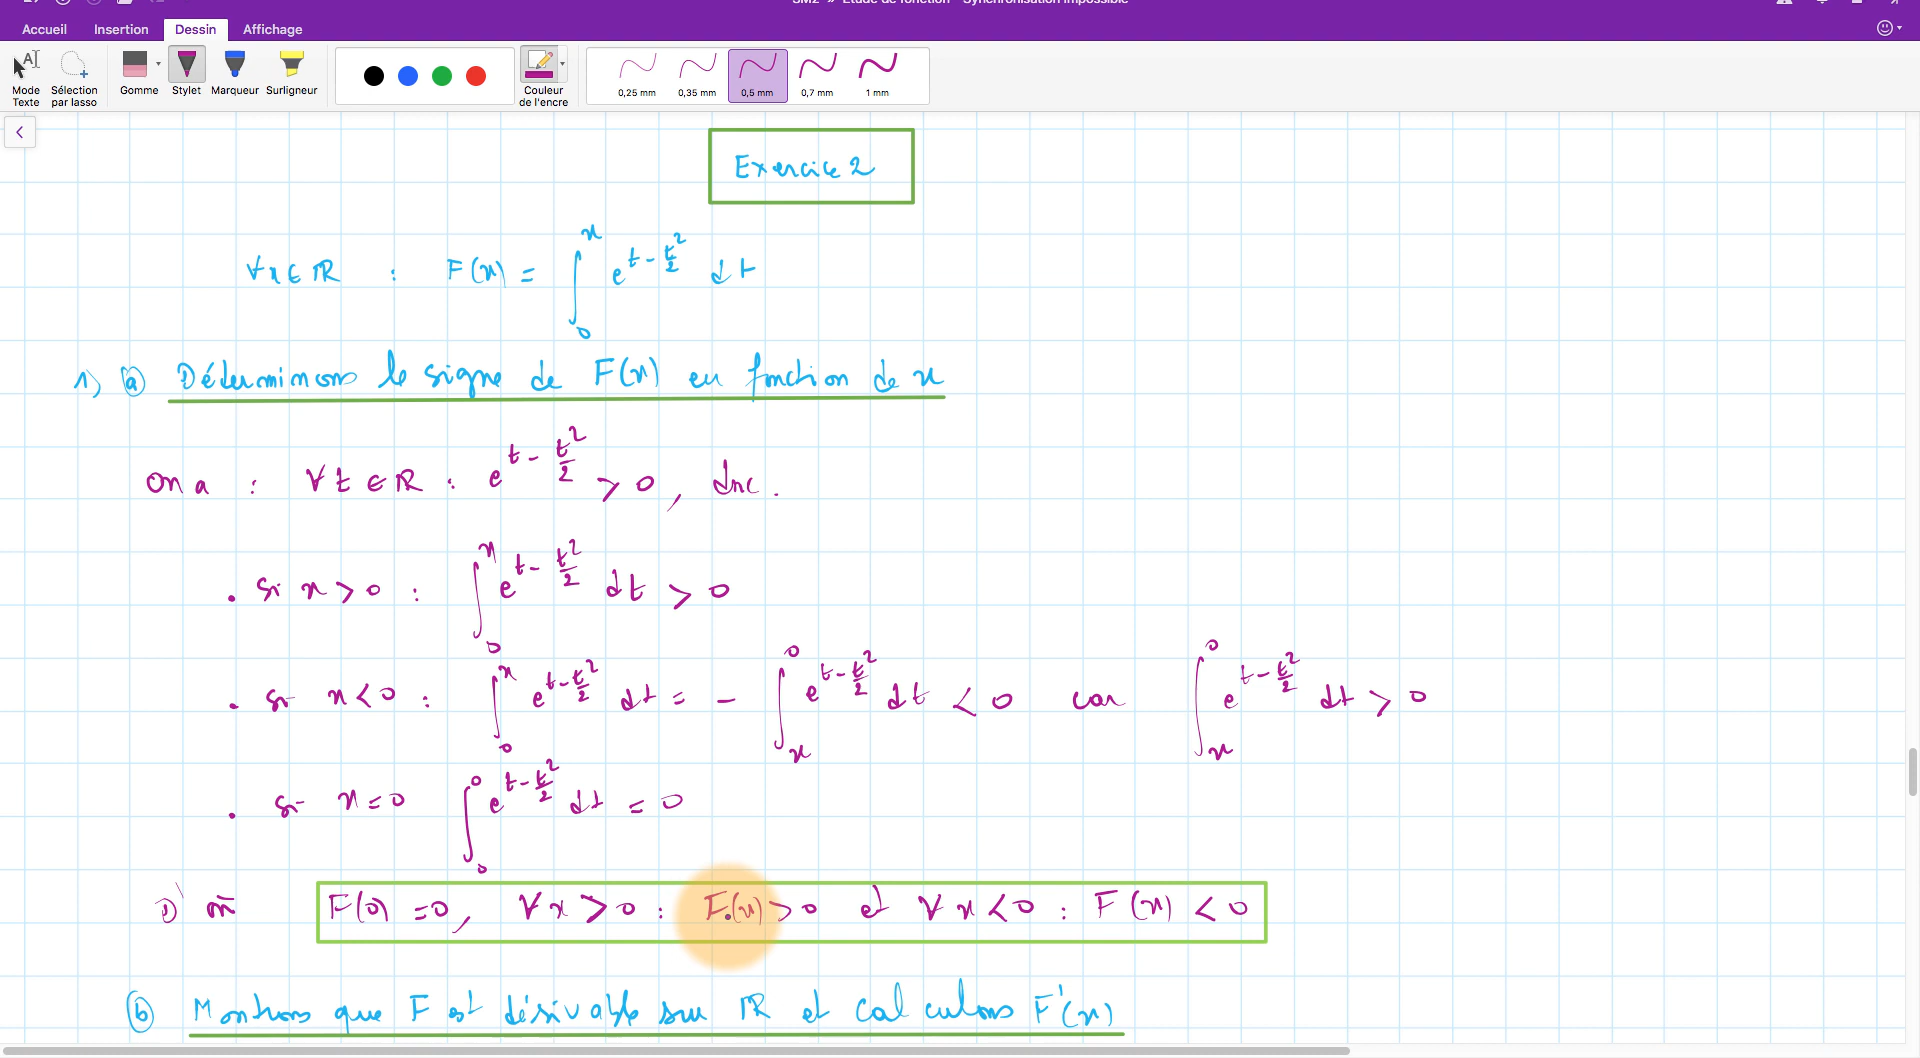 Accueil Insertion Dessin Affichage
Mode Texte Sélection par lasso Gomme Stylet Marqueur Surligneur Couleur de l'encre 0,25 mm 0,35 mm 0,5 mm 0,7 mm 1 mm
Exercice 2
∀x ∈ ℝ : F(x) = ∫₀ˣ e^(t - t²/2) dt
1) ⓐ Déterminons le signe de F(x) en fonction de x
On a : ∀t ∈ ℝ : e^(t - t²/2) > 0, donc.
• si x > 0 : ∫₀ˣ e^(t - t²/2) dt > 0
• si x < 0 : ∫₀ˣ e^(t - t²/2) dt = - ∫ₓ⁰ e^(t - t²/2) dt < 0 car ∫ₓ⁰ e^(t - t²/2) dt > 0
• si x = 0 ∫₀⁰ e^(t - t²/2) dt = 0
F(0) = 0, ∀x > 0 : F(x) > 0 et ∀x < 0 : F(x) < 0
ⓑ Montrons que F est dérivable sur ℝ et calculons F'(x)